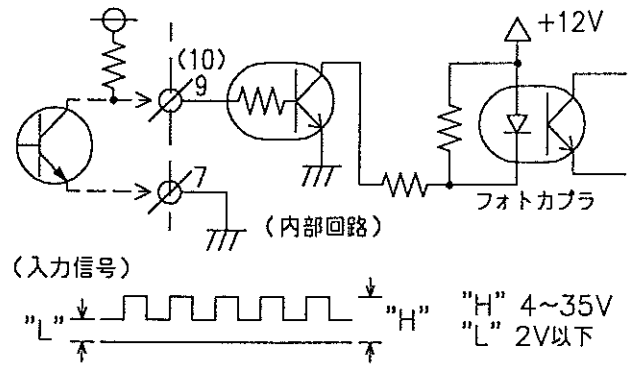 +12V
(10)
9
7
フォトカプラ
(内部回路)
(入力信号)
"L"
"H"
"H" 4~35V
"L" 2V以下